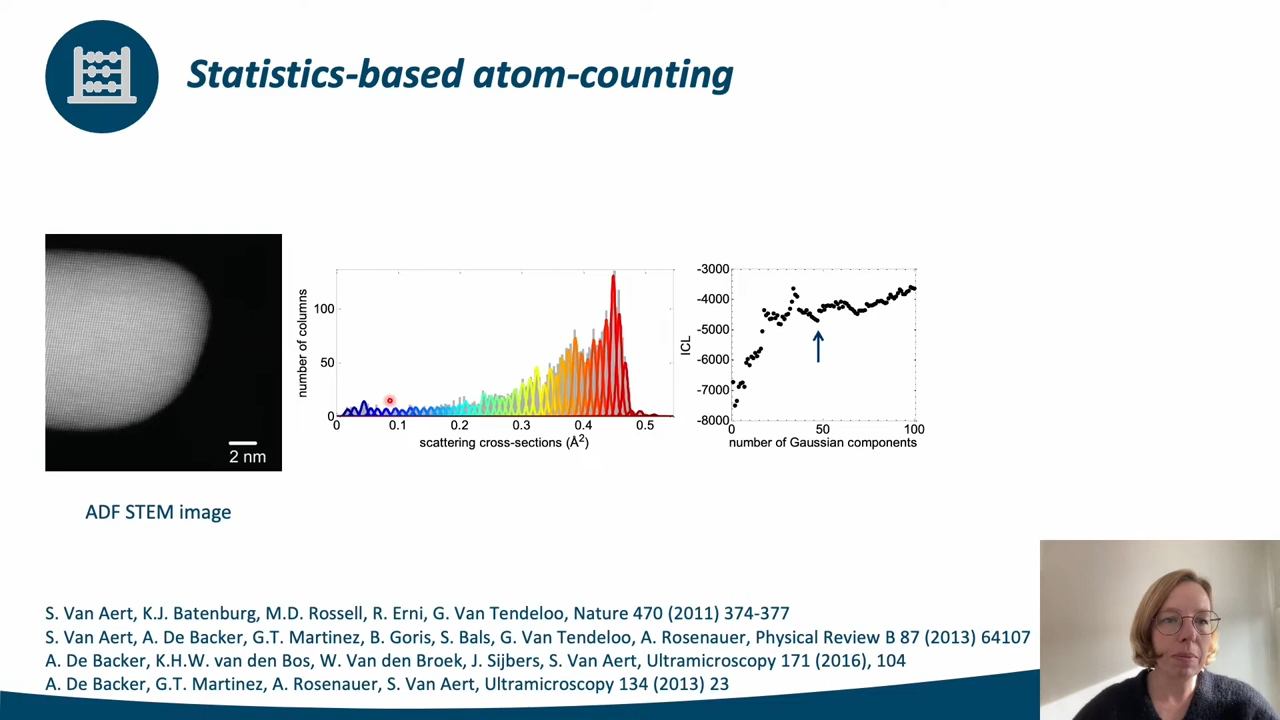 Statistics-based atom-counting
2 nm
ADF STEM image
number of columns
100
50
0
0
0.1
0.2
0.3
0.4
0.5
scattering cross-sections (Å²)
ICL
-3000
-4000
-5000
-6000
-7000
-8000
0
50
100
number of Gaussian components
S. Van Aert, K.J. Batenburg, M.D. Rossell, R. Erni, G. Van Tendeloo, Nature 470 (2011) 374-377
S. Van Aert, A. De Backer, G.T. Martinez, B. Goris, S. Bals, G. Van Tendeloo, A. Rosenauer, Physical Review B 87 (2013) 64107
A. De Backer, K.H.W. van den Bos, W. Van den Broek, J. Sijbers, S. Van Aert, Ultramicroscopy 171 (2016), 104
A. De Backer, G.T. Martinez, A. Rosenauer, S. Van Aert, Ultramicroscopy 134 (2013) 23